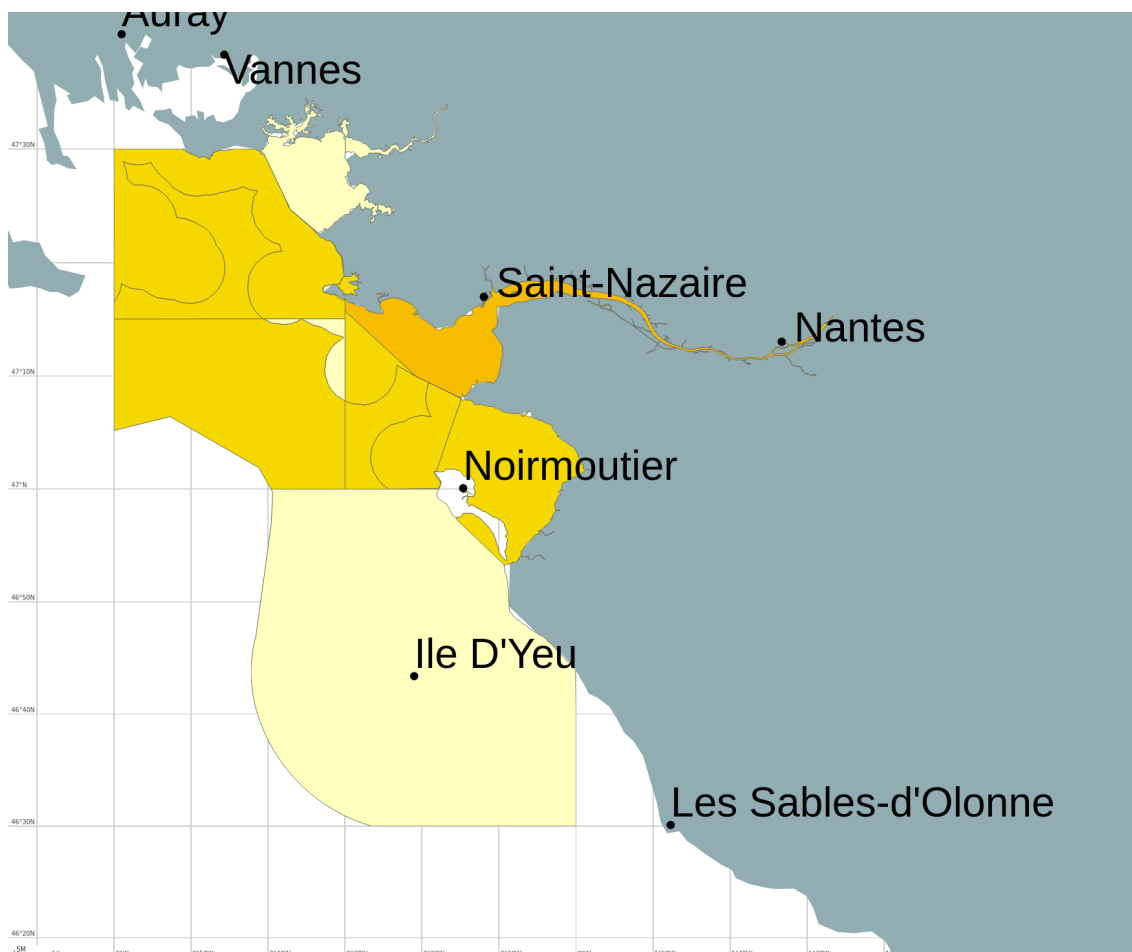 Auray
Vannes
47°30N
Saint-Nazaire
Nantes
47°10N
Noirmoutier
47°N
46°50N
Ile D'Yeu
46°40N
Les Sables-d'Olonne
46°30N
46°20N